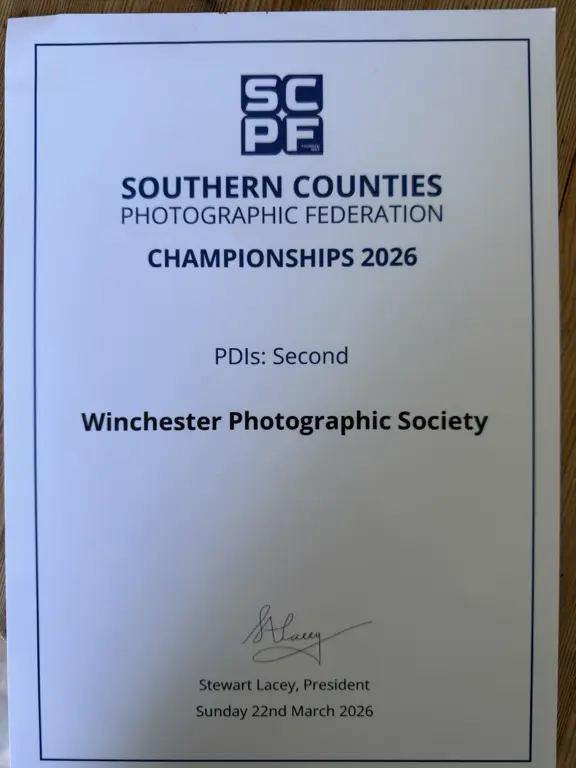 SC
PF
SOUTHERN COUNTIES
PHOTOGRAPHIC FEDERATION
CHAMPIONSHIPS 2026
PDIs: Second
Winchester Photographic Society
S A Lacey
Stewart Lacey, President
Sunday 22nd March 2026